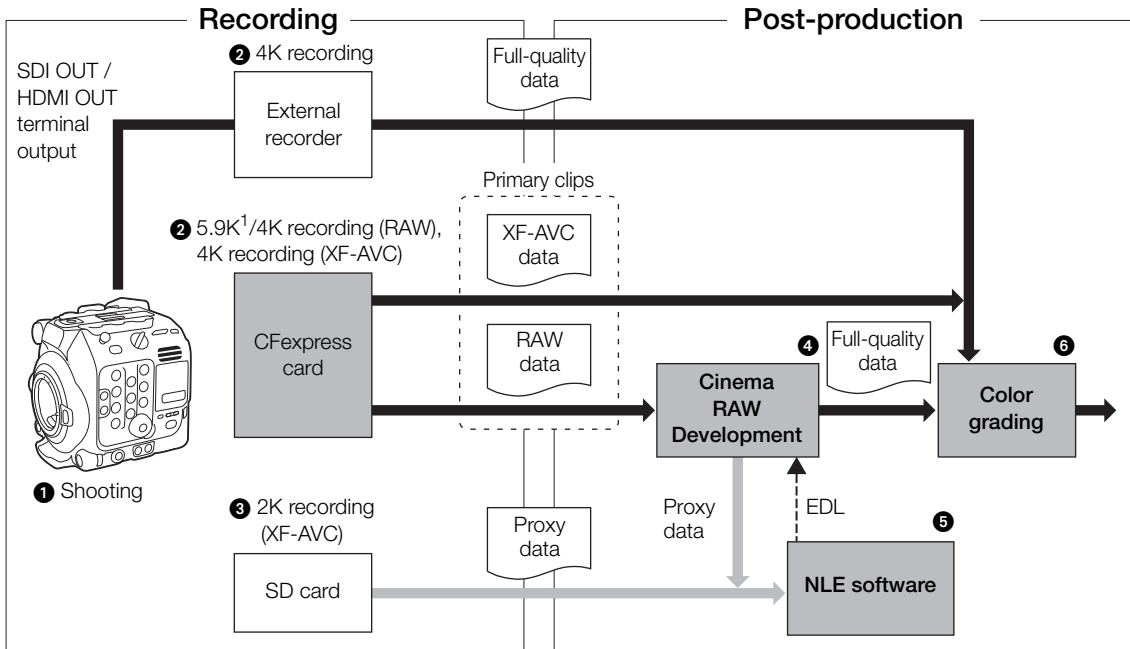 Recording
Post-production
SDI OUT /
HDMI OUT
terminal
output
❷ 4K recording
External
recorder
Full-quality
data
Primary clips
❷ 5.9K¹/4K recording (RAW),
4K recording (XF-AVC)
CFexpress
card
XF-AVC
data
RAW
data
❶ Shooting
❹
Cinema
RAW
Development
Full-quality
data
❻
Color
grading
❸ 2K recording
(XF-AVC)
SD card
Proxy
data
Proxy
data
EDL
❺
NLE software